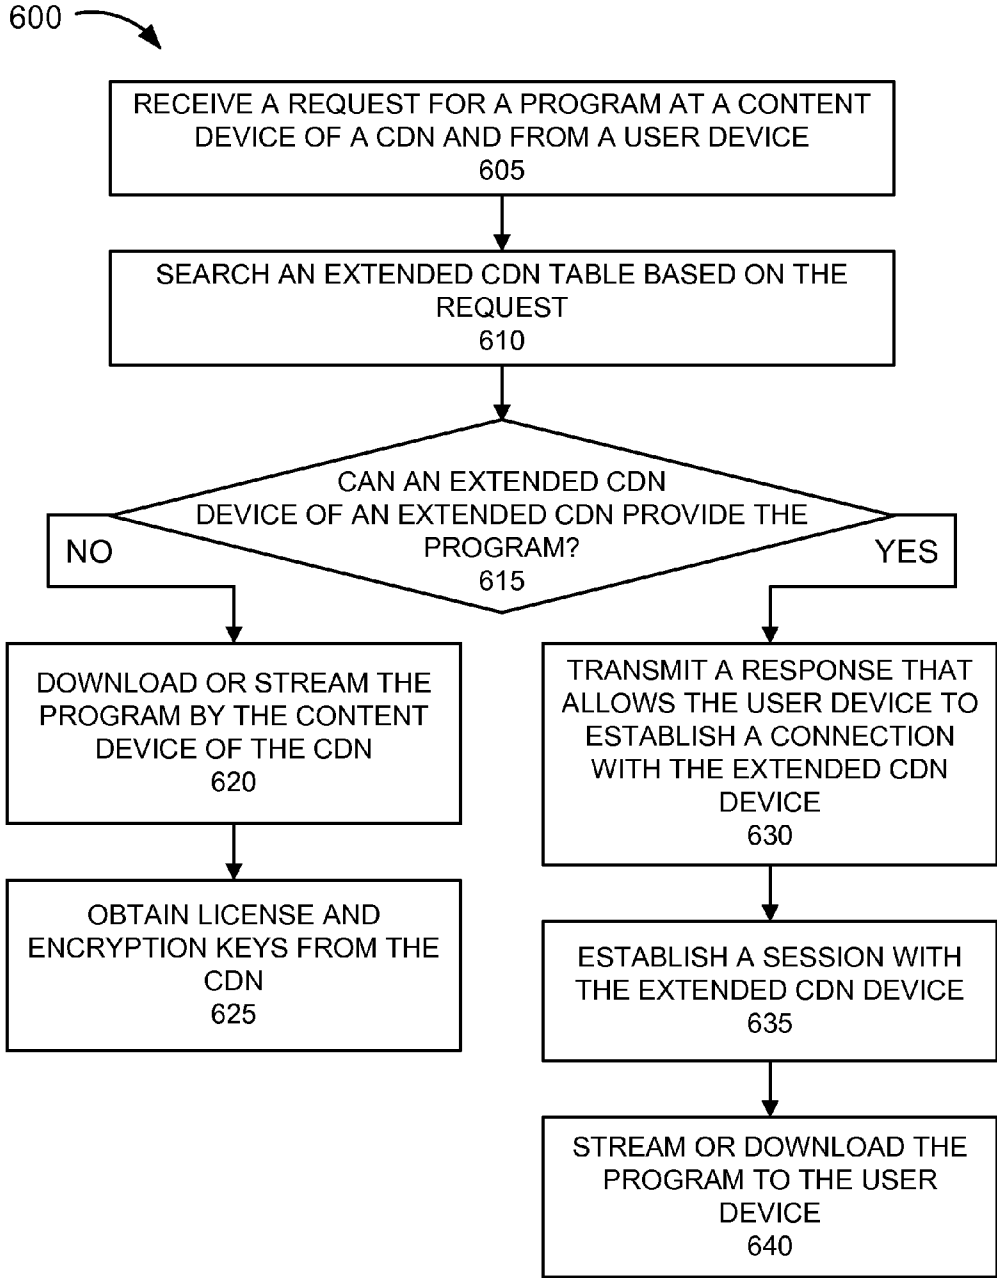 600
RECEIVE A REQUEST FOR A PROGRAM AT A CONTENT
DEVICE OF A CDN AND FROM A USER DEVICE
605
SEARCH AN EXTENDED CDN TABLE BASED ON THE
REQUEST
610
CAN AN EXTENDED CDN
DEVICE OF AN EXTENDED CDN PROVIDE THE
PROGRAM?
615
NO
YES
DOWNLOAD OR STREAM THE
PROGRAM BY THE CONTENT
DEVICE OF THE CDN
620
OBTAIN LICENSE AND
ENCRYPTION KEYS FROM THE
CDN
625
TRANSMIT A RESPONSE THAT
ALLOWS THE USER DEVICE TO
ESTABLISH A CONNECTION
WITH THE EXTENDED CDN
DEVICE
630
ESTABLISH A SESSION WITH
THE EXTENDED CDN DEVICE
635
STREAM OR DOWNLOAD THE
PROGRAM TO THE USER
DEVICE
640